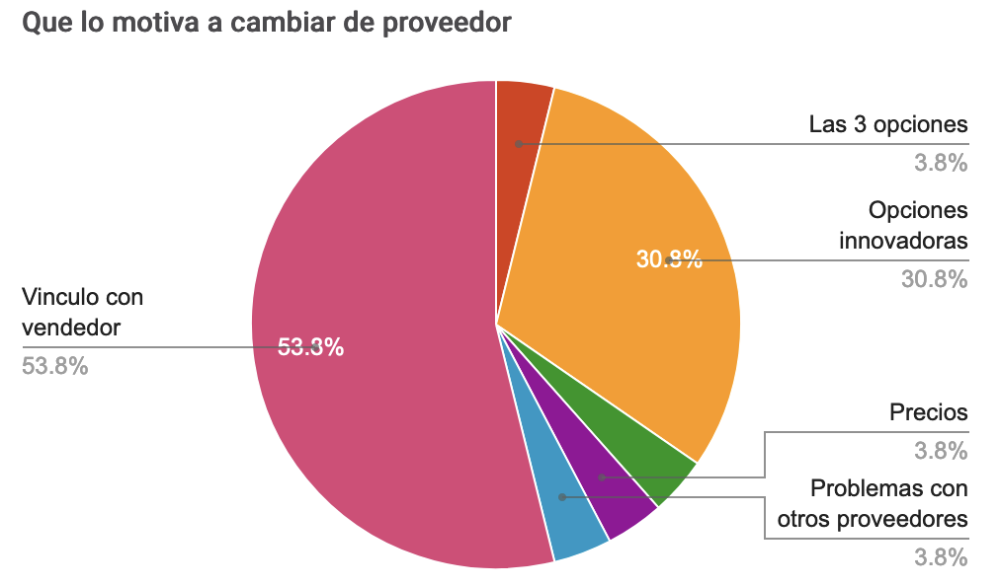 Que lo motiva a cambiar de proveedor
Las 3 opciones
3.8%
Opciones
innovadoras
30.8%
30.8%
Vinculo con
vendedor
53.8%
53.8%
Precios
3.8%
Problemas con
otros proveedores
3.8%